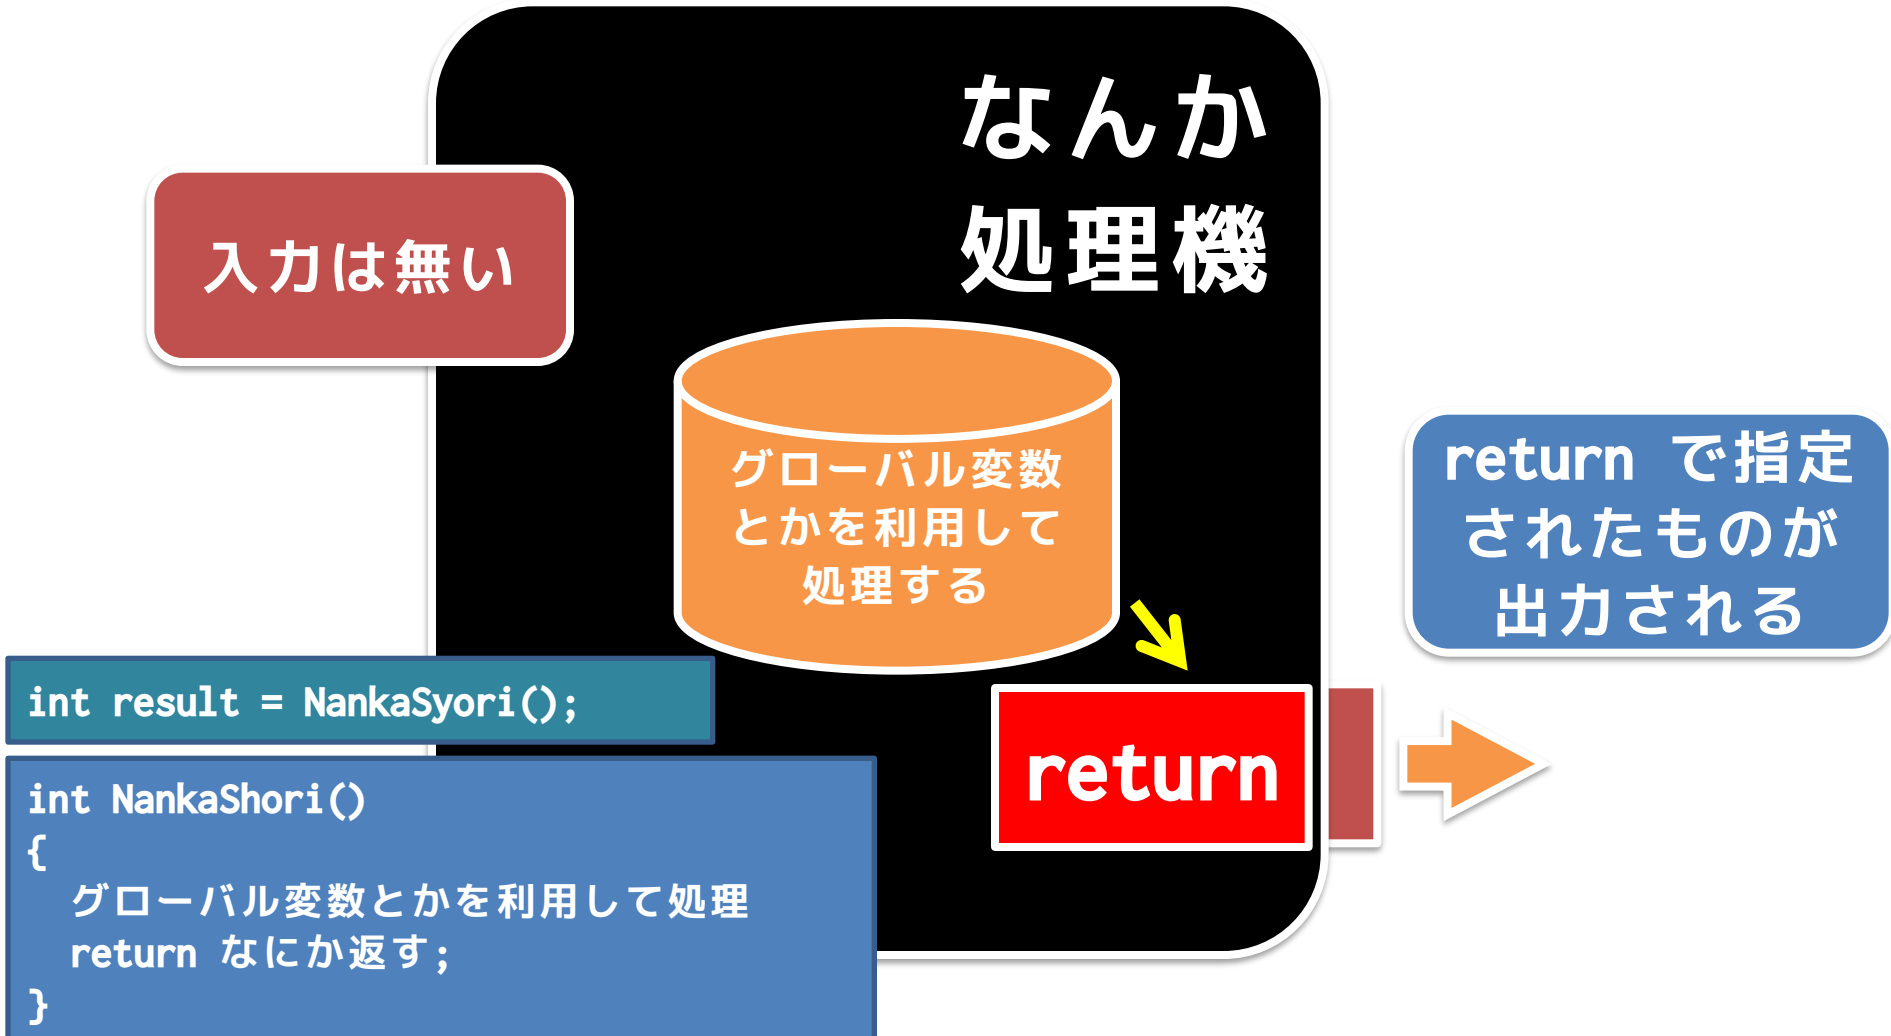 なんか
処理機
入力は無い
グローバル変数
とかを利用して
処理する
return で指定
されたものが
出力される
return
int result = NankaSyori();
int NankaShori()
{
グローバル変数とかを利用して処理
return なにか返す;
}